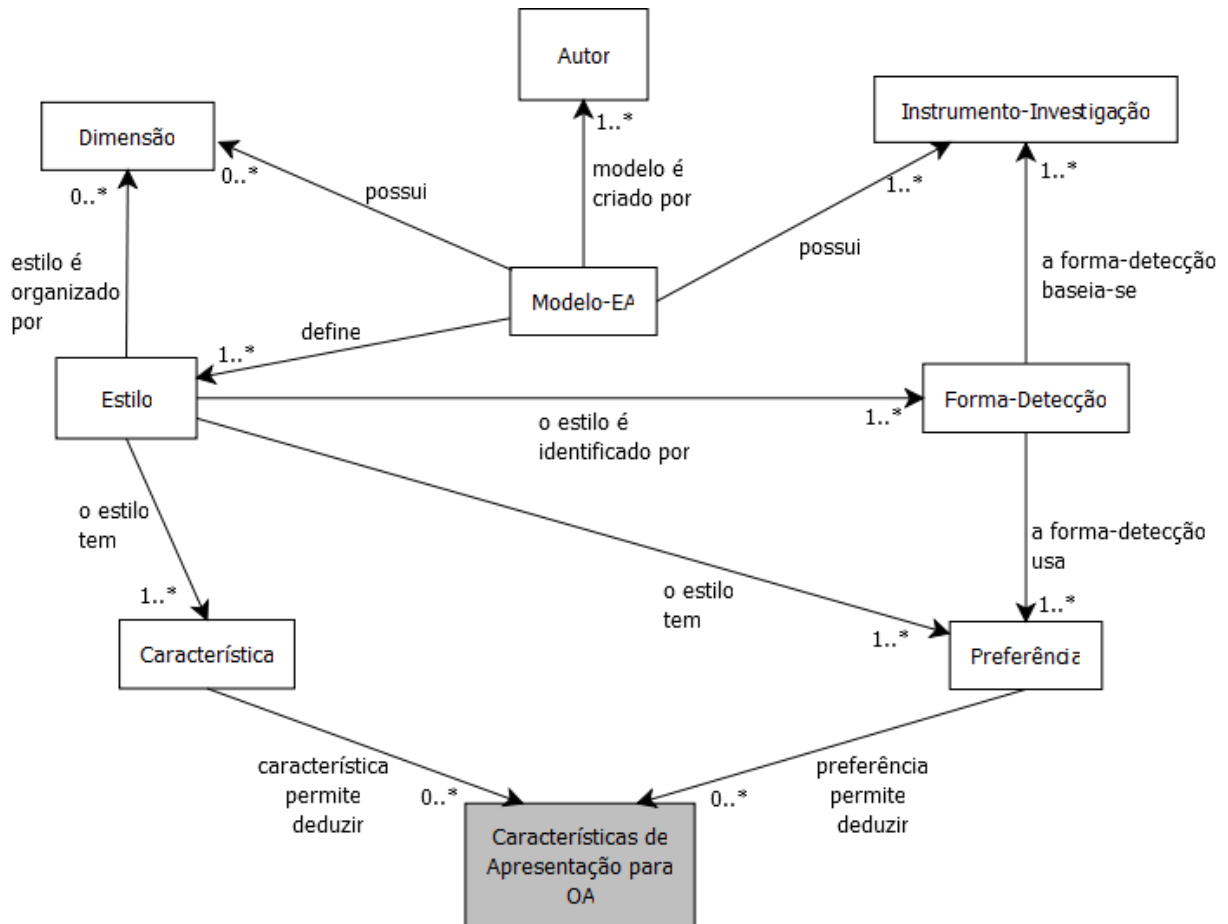 Autor
1..*
Instrumento-Investigação
1..*
1..*
Dimensão
0..*
0..*
possui
modelo é
criado por
possui
estilo é
organizado
por
Modelo-EA
a forma-detecção
baseia-se
define
1..*
Estilo
Forma-Detecção
1..*
o estilo é
identificado por
o estilo
tem
a forma-detecção
usa
1..*
o estilo
tem
1..*
1..*
Característica
Preferência
característica
permite
deduzir
0..*
preferência
permite
deduzir
0..*
Características de
Apresentação para
OA